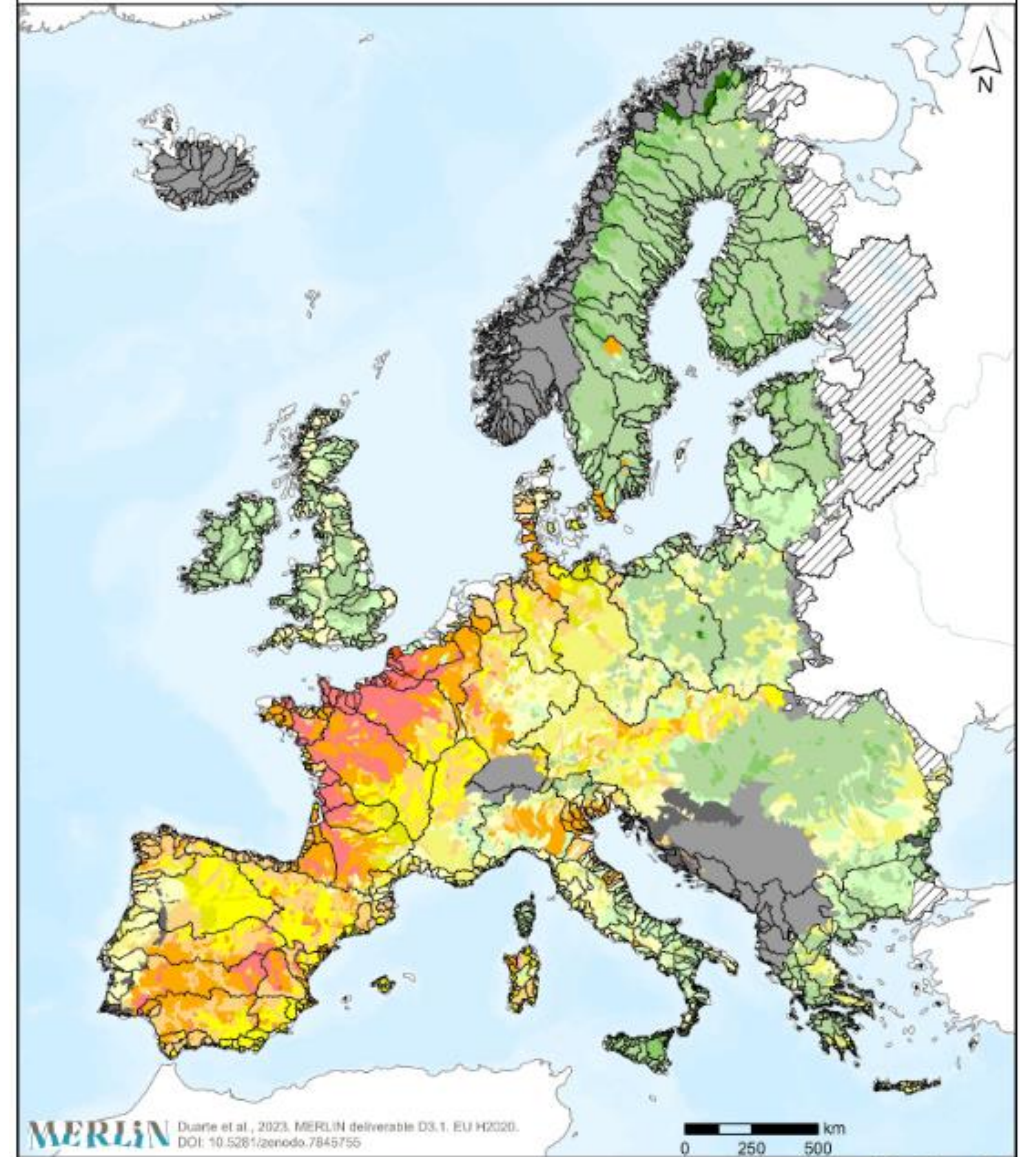 N
MERLIN
Duarte et al., 2023. MERLIN deliverable D3.1. EU H2020.
DOI: 10.5281/zenodo.7845755
km
0 250 500